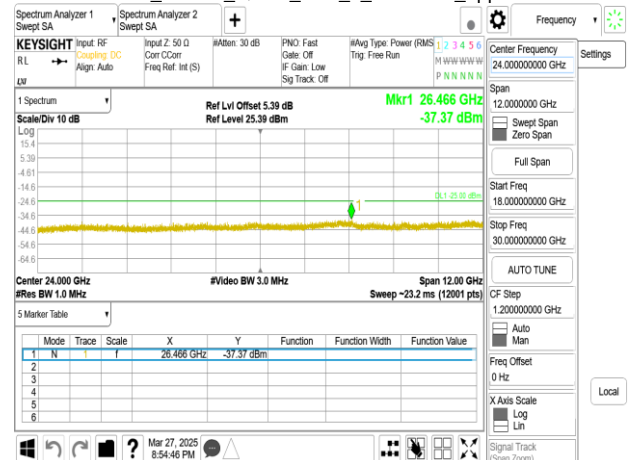 Spectrum Analyzer 1
Swept SA
Spectrum Analyzer 2
Swept SA
+
Frequency
KEYSIGHT
RL
Input: RF
Coupling: DC
Align: Auto
Input Z: 50 Ω
Corr CCorr
Freq Ref: Int (S)
#Atten: 30 dB
PNO: Fast
Gate: Off
IF Gain: Low
Sig Track: Off
#Avg Type: Power (RMS
Trig: Free Run
1 2 3 4 5 6
M W W W W W
P N N N N N
Center Frequency
24.000000000 GHz
Settings
Span
12.0000000 GHz
Swept Span
Zero Span
Full Span
Start Freq
18.000000000 GHz
Stop Freq
30.000000000 GHz
AUTO TUNE
CF Step
1.200000000 GHz
Auto
Man
Freq Offset
0 Hz
X Axis Scale
Log
Lin
Signal Track
(Span Zoom)
Local
1 Spectrum
Scale/Div 10 dB
Ref Lvl Offset 5.39 dB
Ref Level 25.39 dBm
Mkr1 26.466 GHz
-37.37 dBm
Log
15.4
5.39
-4.61
-14.6
-24.6
-34.6
-44.6
-54.6
-64.6
DL1 -25.00 dBm
1
Center 24.000 GHz
#Res BW 1.0 MHz
#Video BW 3.0 MHz
Span 12.00 GHz
Sweep ~23.2 ms (12001 pts)
5 Marker Table
Mode Trace Scale X Y Function Function Width Function Value
1 N 1 f 26.466 GHz -37.37 dBm
2
3
4
5
6
?
Mar 27, 2025
8:54:46 PM